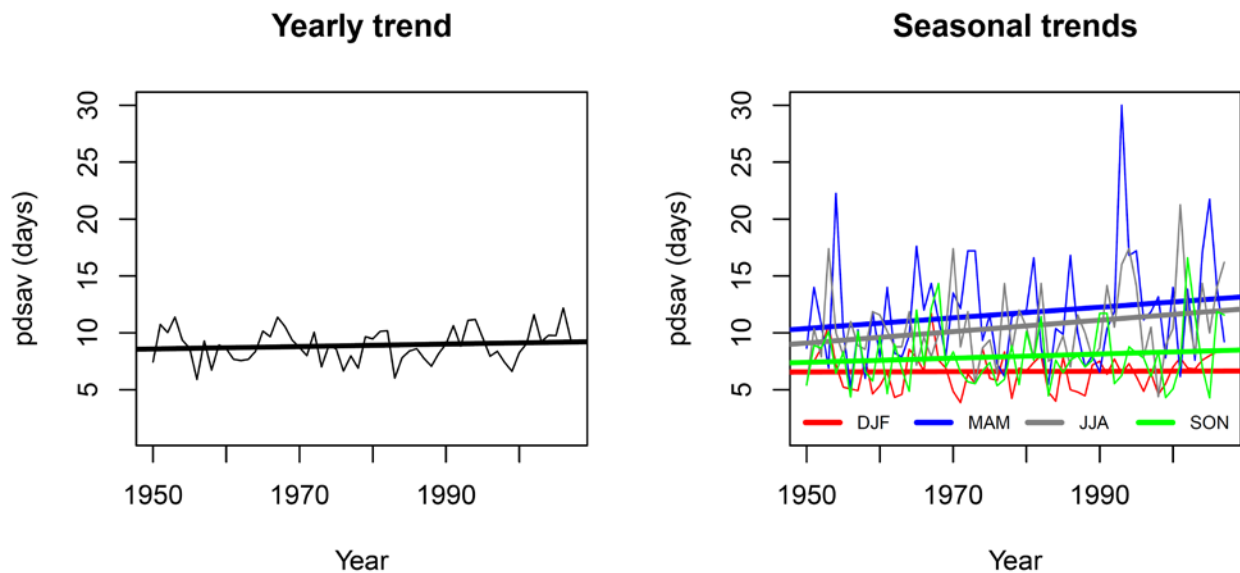 Yearly trend
30
25
20
15
10
5
pdsav (days)
1950
1970
1990
Year
Seasonal trends
30
25
20
15
10
5
pdsav (days)
DJF
MAM
JJA
SON
1950
1970
1990
Year